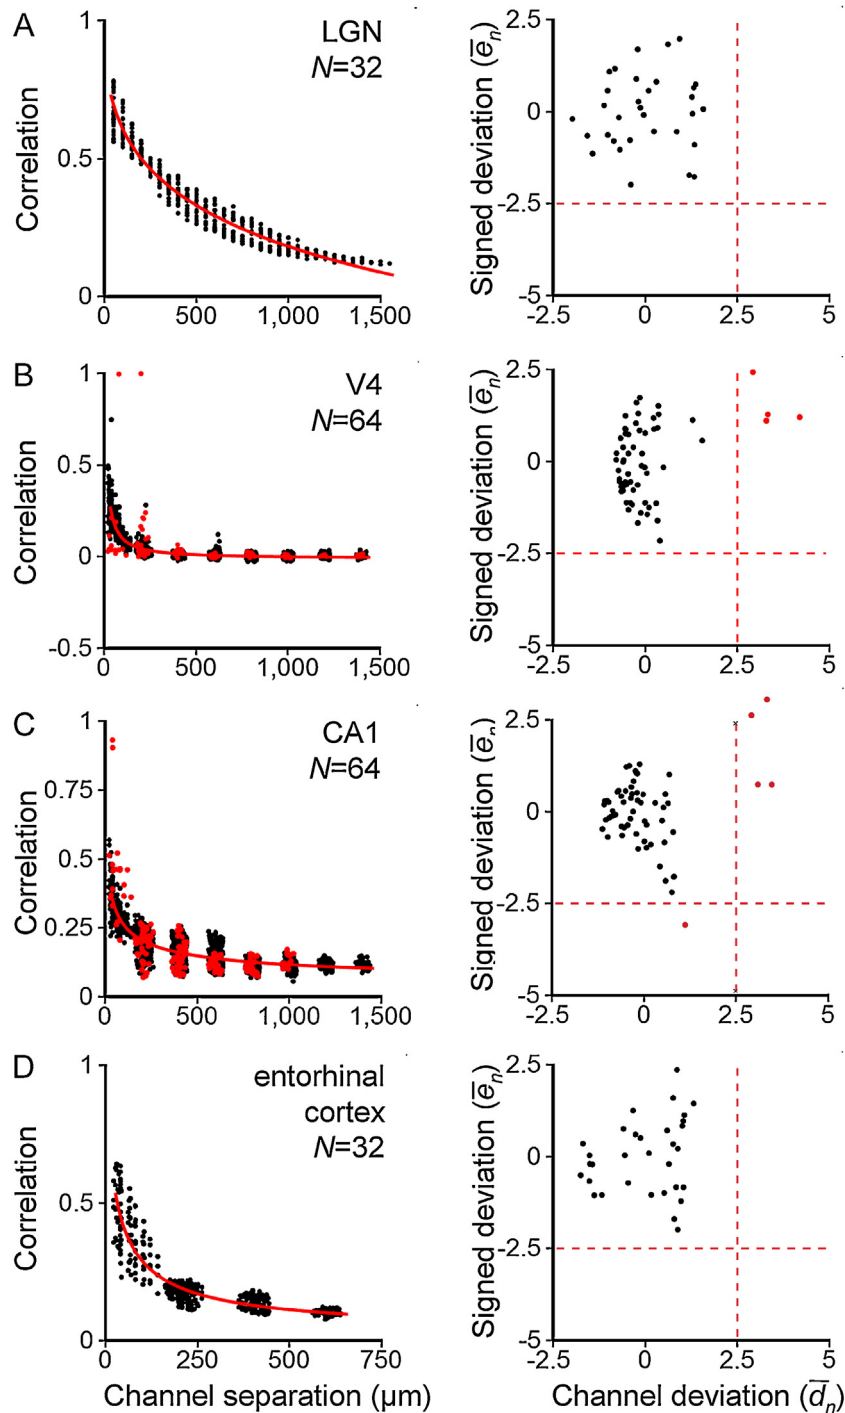 A
LGN
N=32
Correlation
1
0.5
0
0
500
1,000
1,500
Signed deviation (e̅n)
2.5
0
-2.5
-5
-2.5
0
2.5
5
B
V4
N=64
Correlation
1
0.5
0
-0.5
0
500
1,000
1,500
Signed deviation (e̅n)
2.5
0
-2.5
-5
-2.5
0
2.5
5
C
CA1
N=64
Correlation
1
0.75
0.5
0.25
0
0
500
1,000
1,500
Signed deviation (e̅n)
2.5
0
-2.5
-5
-2.5
0
2.5
5
D
entorhinal
cortex
N=32
Correlation
1
0.5
0
0
250
500
750
Channel separation (µm)
Signed deviation (e̅n)
2.5
0
-2.5
-5
-2.5
0
2.5
5
Channel deviation (d̅n)